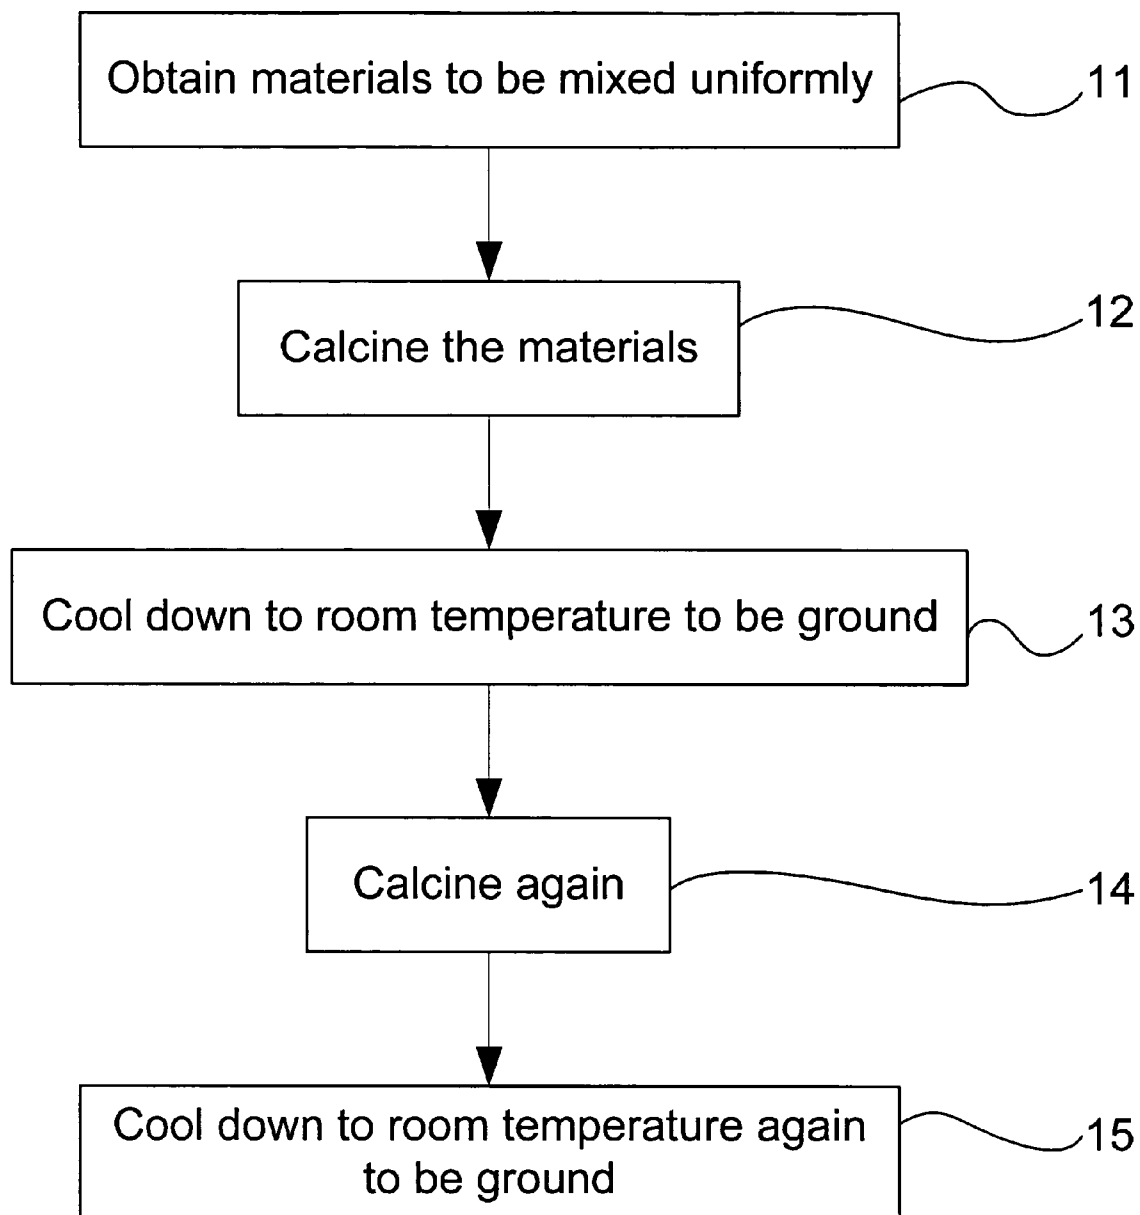 Obtain materials to be mixed uniformly
11
Calcine the materials
12
Cool down to room temperature to be ground
13
Calcine again
14
Cool down to room temperature again
to be ground
15